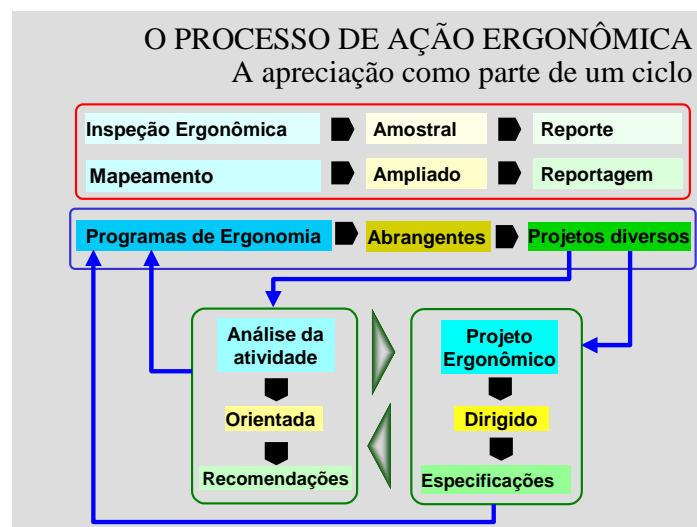 O PROCESSO DE AÇÃO ERGONÔMICA
A apreciação como parte de um ciclo
Inspeção Ergonômica Amostral Reporte
Mapeamento Ampliado Reportagem
Programas de Ergonomia Abrangentes Projetos diversos
Análise da
atividade
Orientada
Recomendações
Projeto
Ergonômico
Dirigido
Especificações